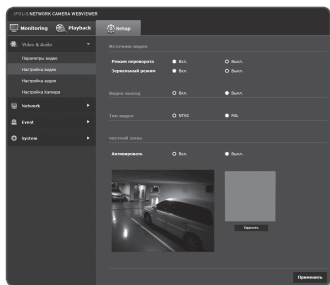 iPOLiS NETWORK CAMERA WEBVIEWER
Monitoring Playback Setup
Video & Audio
Параметры видео
Настройка видео
Настройка аудио
Настройка Камера
Network
Event
System
Источник видео
Режим переворота Вкл. Выкл.
Зеркальный режим Вкл. Выкл.
Видео выход Вкл. Выкл.
Тип видео NTSC PAL
частной зоны
Активировать Вкл. Выкл.
Удалить
Применить